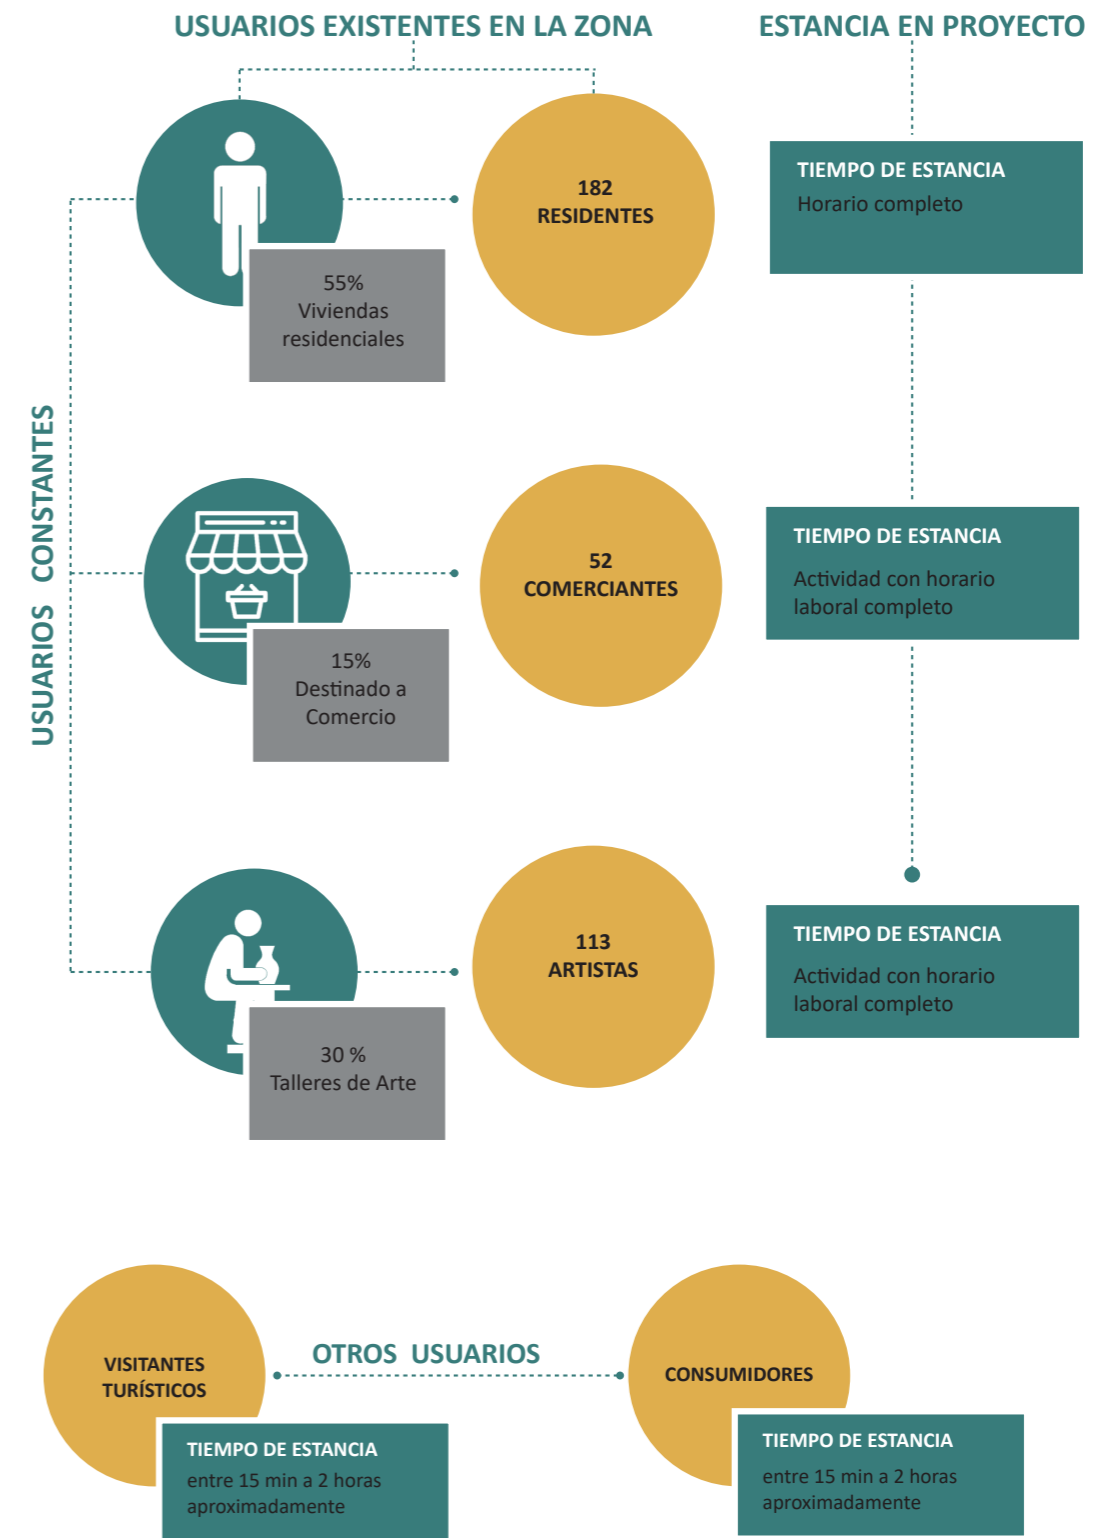 USUARIOS EXISTENTES EN LA ZONA
ESTANCIA EN PROYECTO
USUARIOS CONSTANTES
55%
Viviendas
residenciales
182
RESIDENTES
TIEMPO DE ESTANCIA
Horario completo
15%
Destinado a
Comercio
52
COMERCIANTES
TIEMPO DE ESTANCIA
Actividad con horario
laboral completo
30 %
Talleres de Arte
113
ARTISTAS
TIEMPO DE ESTANCIA
Actividad con horario
laboral completo
OTROS USUARIOS
VISITANTES
TURÍSTICOS
TIEMPO DE ESTANCIA
entre 15 min a 2 horas
aproximadamente
CONSUMIDORES
TIEMPO DE ESTANCIA
entre 15 min a 2 horas
aproximadamente